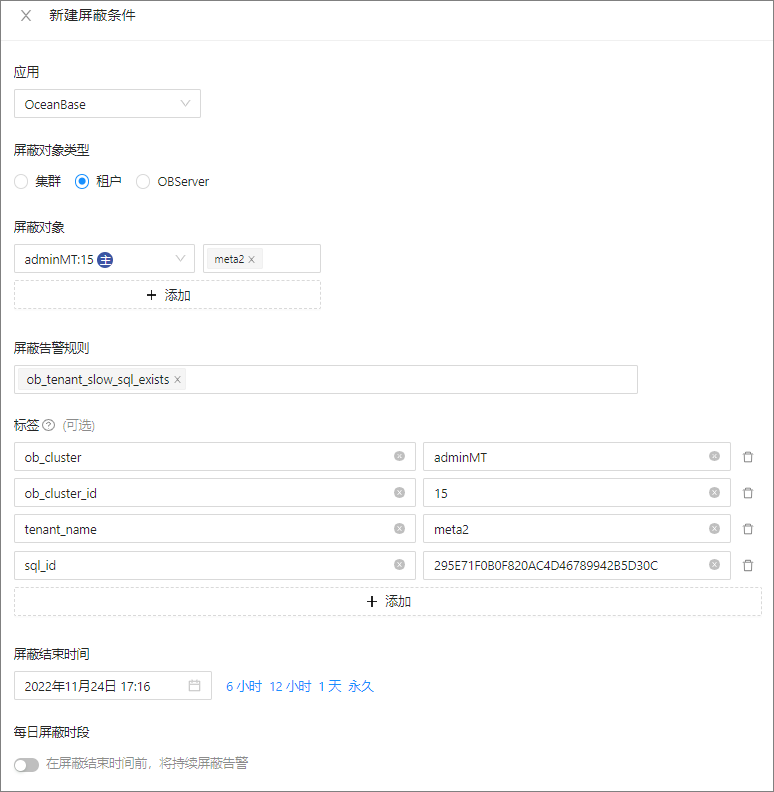 新建屏蔽条件
应用
OceanBase
屏蔽对象类型
集群 租户 OBServer
屏蔽对象
adminMT:15 主 meta2
添加
屏蔽告警规则
ob_tenant_slow_sql_exists
标签 (可选)
ob_cluster adminMT
ob_cluster_id 15
tenant_name meta2
sql_id 295E71F0B0F820AC4D46789942B5D30C
添加
屏蔽结束时间
2022年11月24日 17:16 6 小时 12 小时 1 天 永久
每日屏蔽时段
在屏蔽结束时间前，将持续屏蔽告警